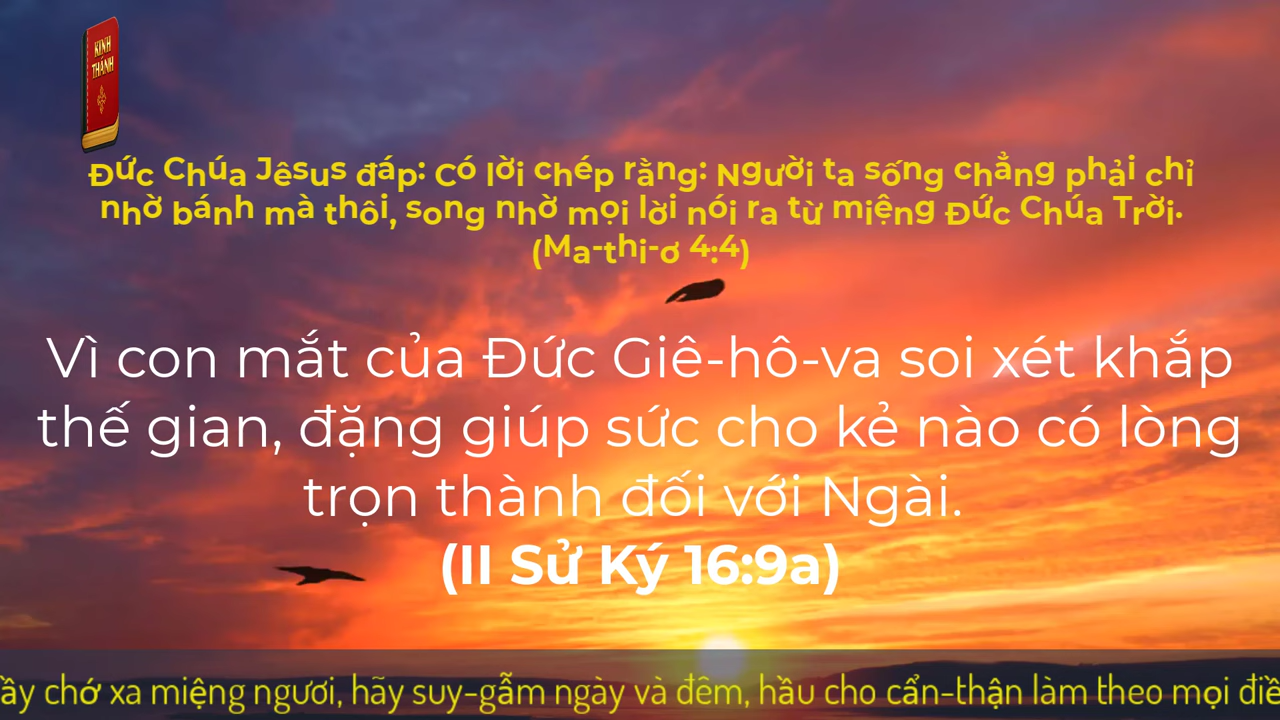 KINH
THÁNH
Đức Chúa Jêsus đáp: Có lời chép rằng: Người ta sống chẳng phải chỉ
nhờ bánh mà thôi, song nhờ mọi lời nói ra từ miệng Đức Chúa Trời.
(Ma-thi-ơ 4:4)
Vì con mắt của Đức Giê-hô-va soi xét khắp
thế gian, đặng giúp sức cho kẻ nào có lòng
trọn thành đối với Ngài.
(II Sử Ký 16:9a)
chớ xa miệng ngươi, hãy suy-gẫm ngày và đêm, hầu cho cẩn-thận làm theo mọi